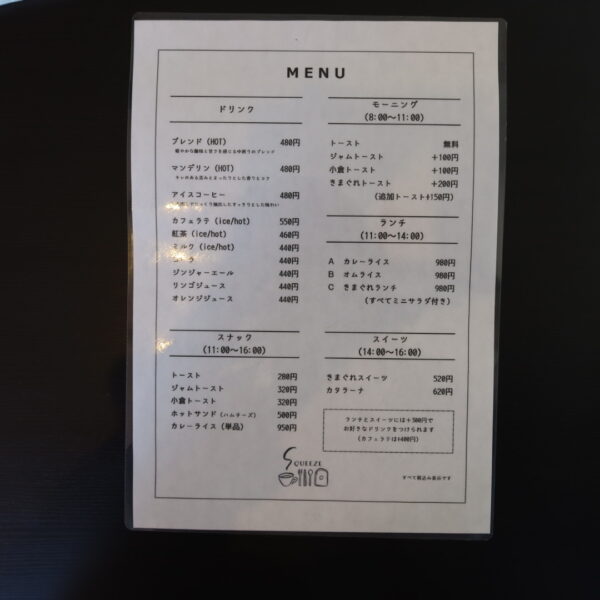 MENU
ドリンク
ブレンド (HOT) 480円
マンデリン (HOT) 480円
アイスコーヒー 480円
カフェラテ (ice/hot) 550円
紅茶 (ice/hot) 460円
ミルク (ice/hot) 440円
コーラ 440円
ジンジャーエール 440円
リンゴジュース 440円
オレンジジュース 440円
スナック
(11:00〜16:00)
トースト 280円
ジャムトースト 320円
小倉トースト 320円
ホットサンド (ハムチーズ) 500円
カレーライス (単品) 950円
モーニング
(8:00〜11:00)
トースト 無料
ジャムトースト +100円
小倉トースト +100円
きまぐれトースト +200円
(追加トースト+150円)
ランチ
(11:00〜14:00)
A カレーライス 980円
B オムライス 980円
C きまぐれランチ 980円
(すべてミニサラダ付き)
スイーツ
(14:00〜16:00)
きまぐれスイーツ 520円
カタラーナ 620円
ランチとスイーツには+300円で
お好きなドリンクをつけられます
(カフェラテは+400円)
SQUEEZE
すべて税込み表示です